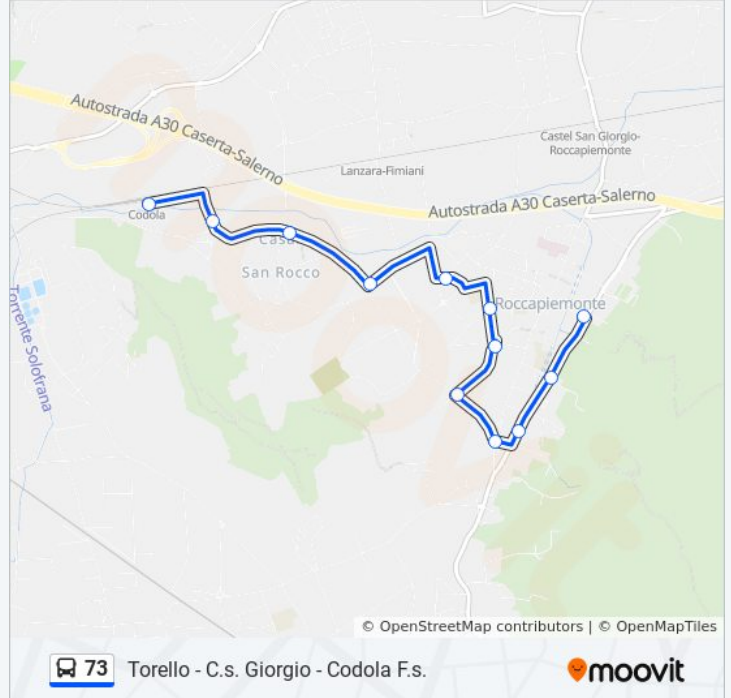 Autostrada A30 Caserta-Salerno
Castel San Giorgio-
Roccapiemonte
Lanzara-Fimiani
Autostrada A30 Caserta-Salerno
Codola
San Rocco
Roccapiemonte
Torrente Solofrana
© OpenStreetMap contributors | © OpenMapTiles
73 Torello - C.s. Giorgio - Codola F.s.
moovit